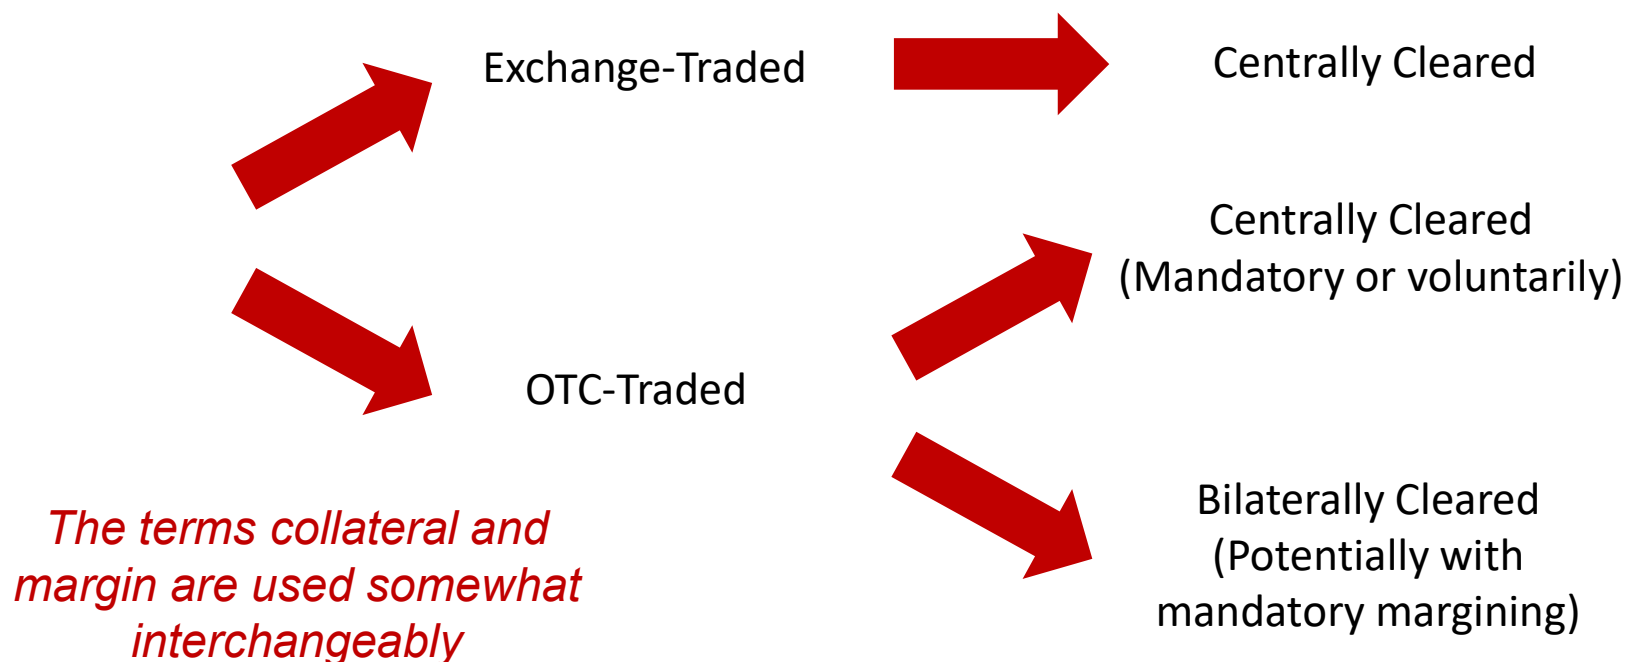 Exchange-Traded
Centrally Cleared
Centrally Cleared
(Mandatory or voluntarily)
OTC-Traded
Bilaterally Cleared
(Potentially with
mandatory margining)
The terms collateral and
margin are used somewhat
interchangeably